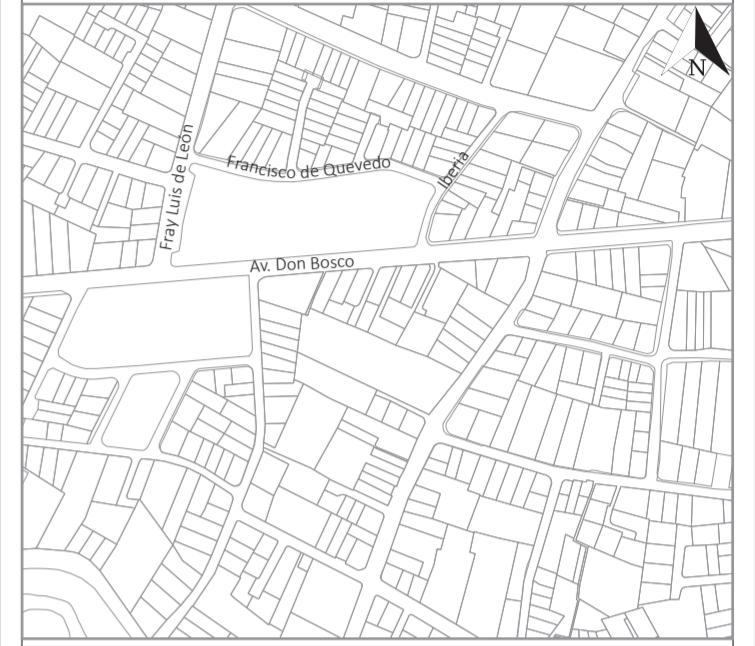 N
Francisco de Quevedo
Iberia
Fray Luis de León
Av. Don Bosco